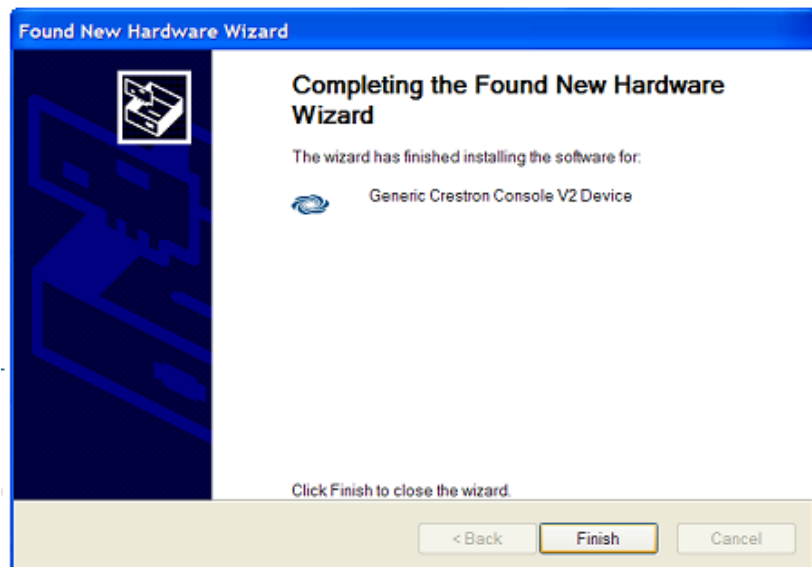 Found New Hardware Wizard
Completing the Found New Hardware
Wizard
The wizard has finished installing the software for:
Generic Crestron Console V2 Device
Click Finish to close the wizard.
< Back
Finish
Cancel